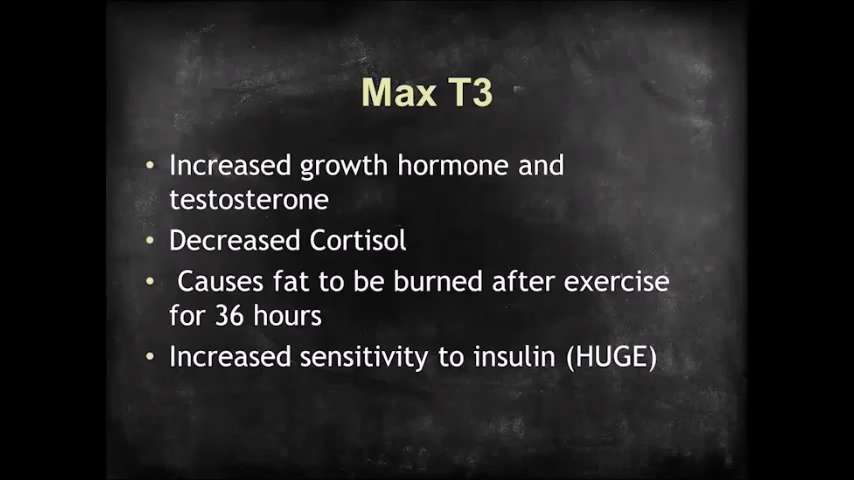 Max T3
• Increased growth hormone and
testosterone
• Decreased Cortisol
• Causes fat to be burned after exercise
for 36 hours
• Increased sensitivity to insulin (HUGE)